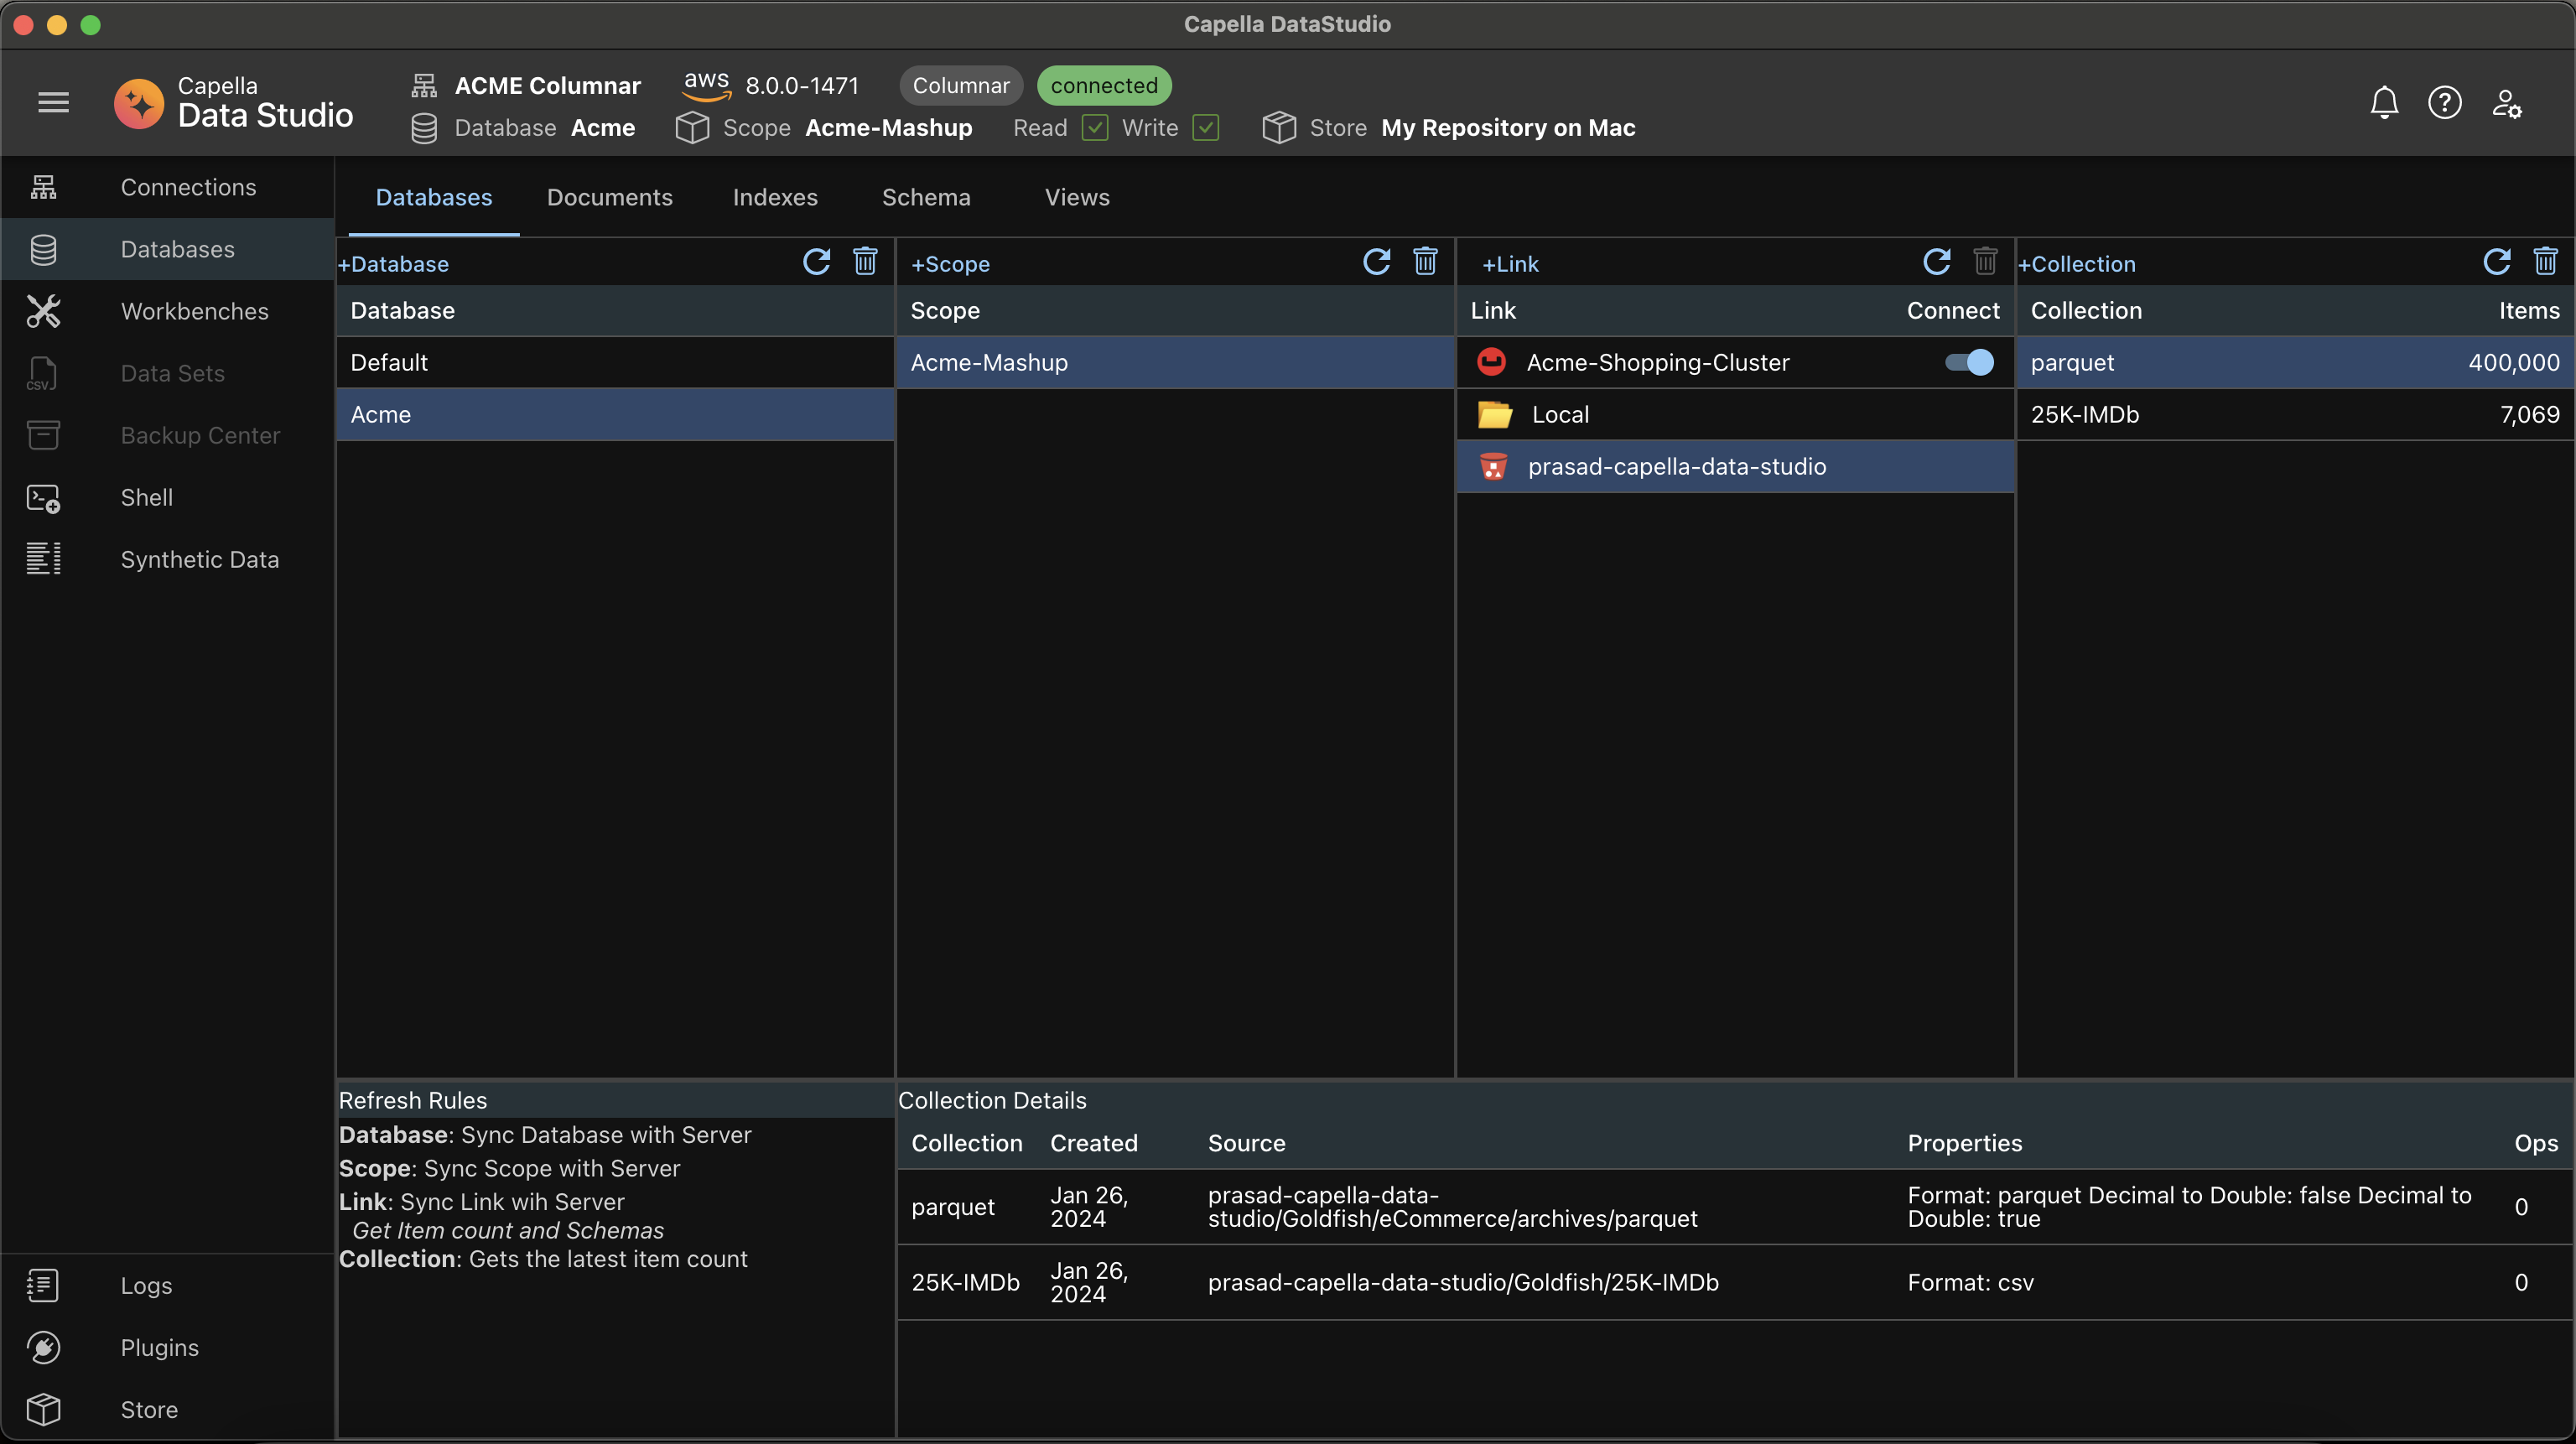 Capella DataStudio
Capella
Data Studio
ACME Columnar aws 8.0.0-1471 Columnar connected
Database Acme Scope Acme-Mashup Read Write Store My Repository on Mac
Connections
Databases
Workbenches
CSV Data Sets
Backup Center
Shell
Synthetic Data
Logs
Plugins
Store
Databases Documents Indexes Schema Views
+Database
Database
Default
Acme
+Scope
Scope
Acme-Mashup
+Link
Link Connect
Acme-Shopping-Cluster
Local
prasad-capella-data-studio
+Collection
Collection Items
parquet 400,000
25K-IMDb 7,069
Refresh Rules
Database: Sync Database with Server
Scope: Sync Scope with Server
Link: Sync Link wih Server
Get Item count and Schemas
Collection: Gets the latest item count
Collection Details
Collection Created Source Properties Ops
parquet Jan 26, 2024 prasad-capella-data-studio/Goldfish/eCommerce/archives/parquet Format: parquet Decimal to Double: false Decimal to Double: true 0
25K-IMDb Jan 26, 2024 prasad-capella-data-studio/Goldfish/25K-IMDb Format: csv 0